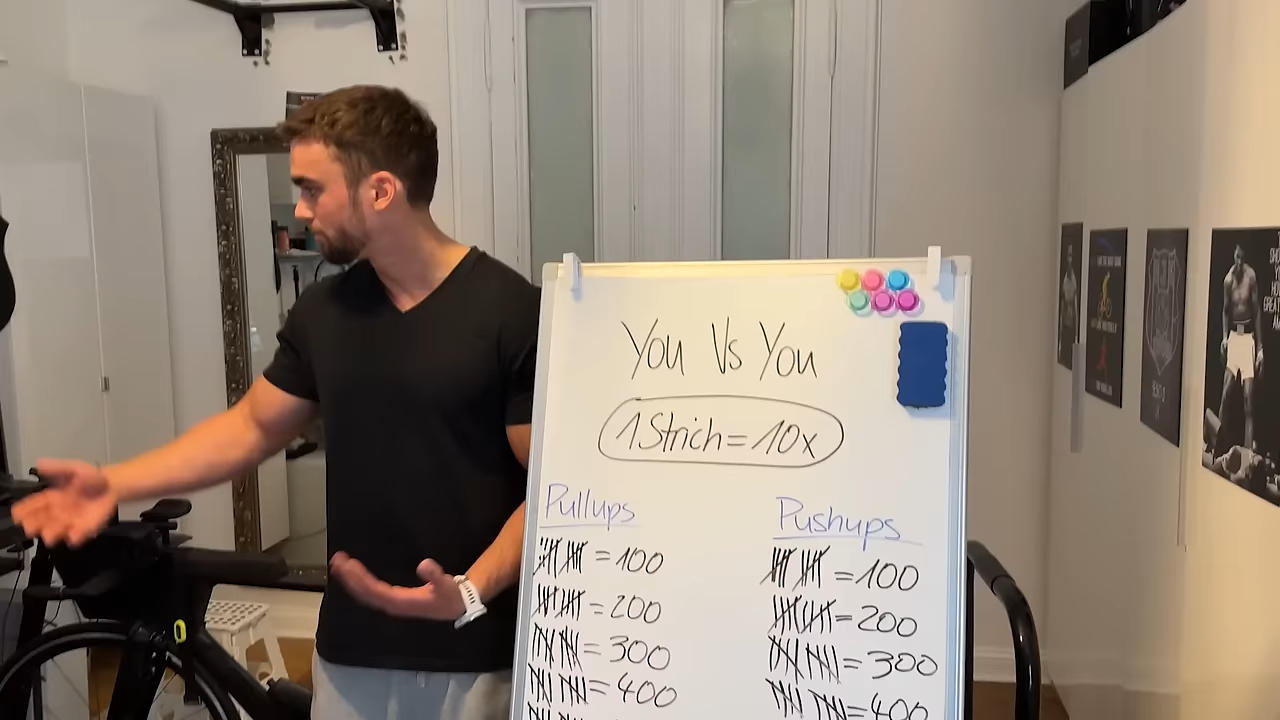 You Vs You
1 Strich = 10x
Pullups
= 100
= 200
= 300
= 400
Pushups
= 100
= 200
= 300
= 400